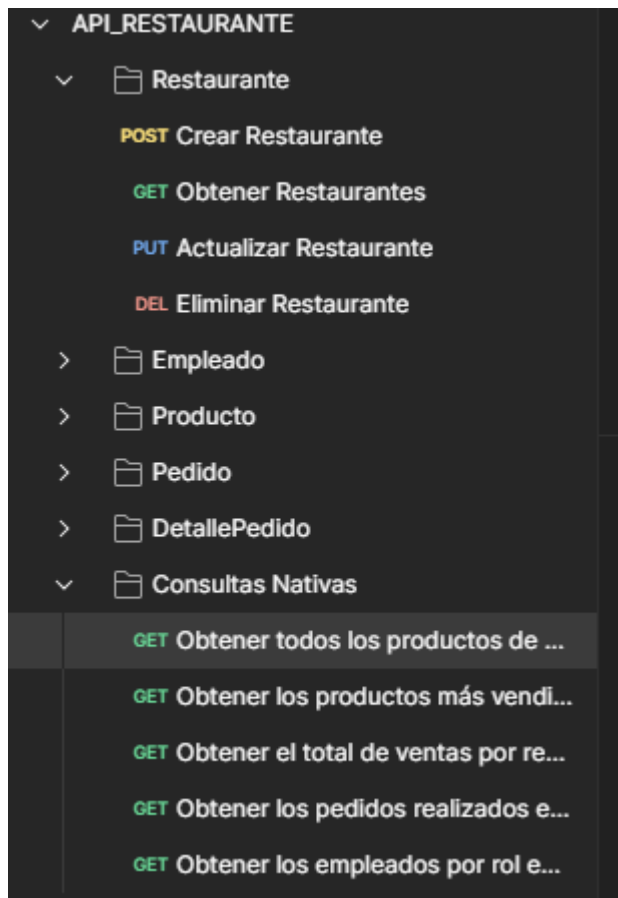 API_RESTAURANTE
Restaurante
POST Crear Restaurante
GET Obtener Restaurantes
PUT Actualizar Restaurante
DEL Eliminar Restaurante
Empleado
Producto
Pedido
DetallePedido
Consultas Nativas
GET Obtener todos los productos de ...
GET Obtener los productos más vendi...
GET Obtener el total de ventas por re...
GET Obtener los pedidos realizados e...
GET Obtener los empleados por rol e...